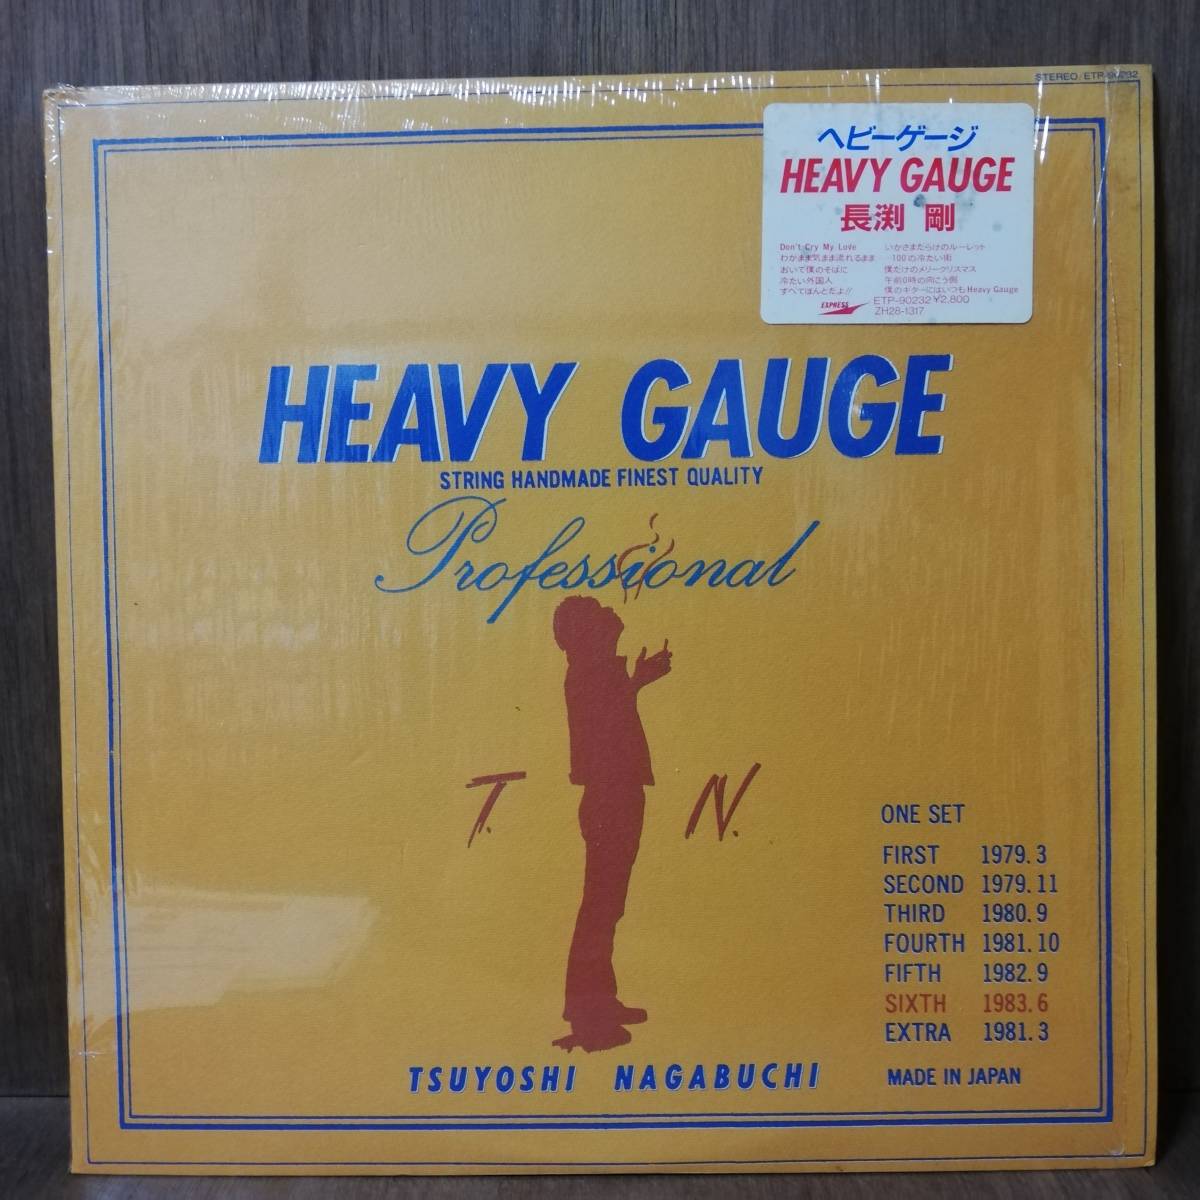 STEREO/ETP-90232
ヘビーゲージ
HEAVY GAUGE
長渕 剛
Don't Cry My Love
わがまま気まま流れるまま
おいで僕のそばに
冷たい外国人
すべてほんとだよ!!
いかさまだらけのルーレット
-100°の冷たい街
僕だけのメリークリスマス
午前0時の向こう側
僕のギターにはいつもHeavy Gauge
EXPRESS
ETP-90232 ¥2,800
ZH28-1317
HEAVY GAUGE
STRING HANDMADE FINEST QUALITY
Professional
T. N.
ONE SET
FIRST 1979.3
SECOND 1979.11
THIRD 1980.9
FOURTH 1981.10
FIFTH 1982.9
SIXTH 1983.6
EXTRA 1981.3
TSUYOSHI NAGABUCHI
MADE IN JAPAN